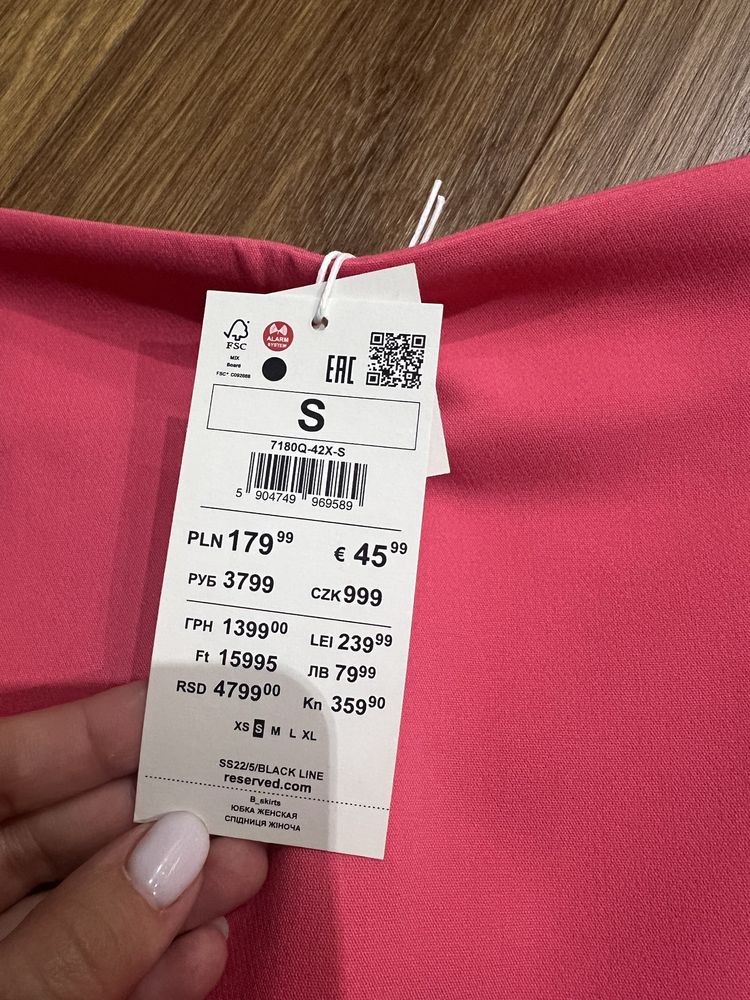 FSC
MIX
Board
FSC® C092668
ALARM
SYSTEM
EAC
S
7180Q-42X-S
5 904749 969589
PLN 179 99
€ 45 99
РУБ 3799
CZK 999
ГРН 1399 00
LEI 239 99
Ft 15995
ЛВ 79 99
RSD 4799 00
Kn 359 90
XS S M L XL
SS22/5/BLACK LINE
reserved.com
B_skirts
ЮБКА ЖЕНСКАЯ
СПІДНИЦЯ ЖІНОЧА